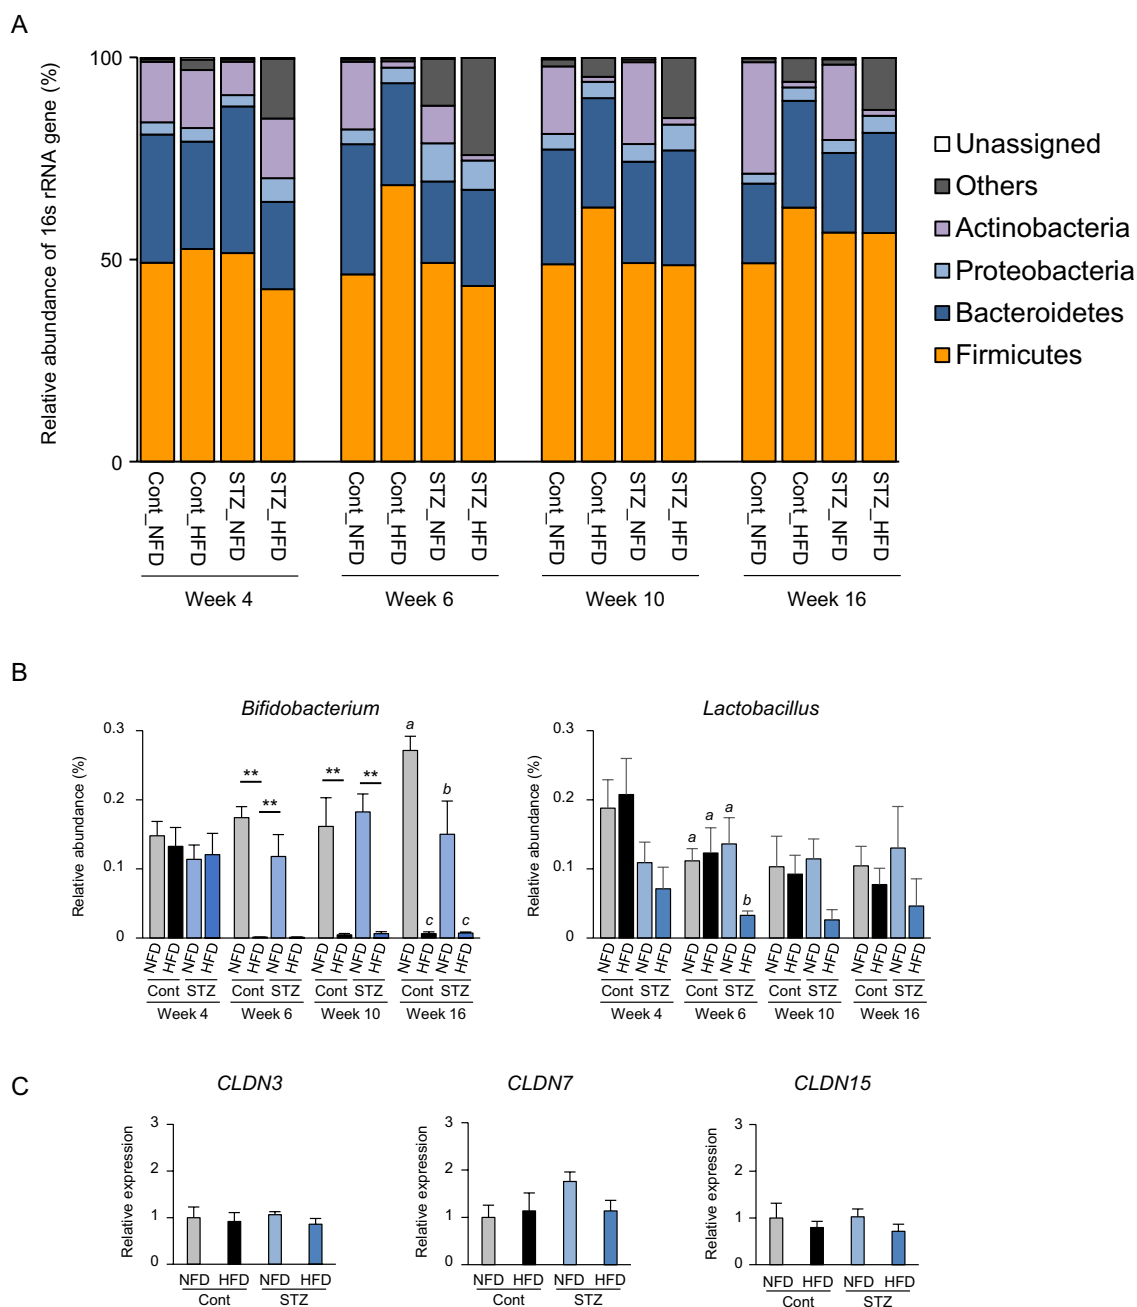 A
Relative abundance of 16s rRNA gene (%)
100
50
0
Unassigned
Others
Actinobacteria
Proteobacteria
Bacteroidetes
Firmicutes
Cont_NFD Cont_HFD STZ_NFD STZ_HFD Cont_NFD Cont_HFD STZ_NFD STZ_HFD Cont_NFD Cont_HFD STZ_NFD STZ_HFD Cont_NFD Cont_HFD STZ_NFD STZ_HFD
Week 4 Week 6 Week 10 Week 16
B
Bifidobacterium
Relative abundance (%)
0.3
0.2
0.1
0
** ** ** ** a b c c
NFD HFD NFD HFD NFD HFD NFD HFD NFD HFD NFD HFD NFD HFD NFD HFD
Cont STZ Cont STZ Cont STZ Cont STZ
Week 4 Week 6 Week 10 Week 16
Lactobacillus
Relative abundance (%)
0.3
0.2
0.1
0
a a a b
NFD HFD NFD HFD NFD HFD NFD HFD NFD HFD NFD HFD NFD HFD NFD HFD
Cont STZ Cont STZ Cont STZ Cont STZ
Week 4 Week 6 Week 10 Week 16
C
CLDN3
Relative expression
3
2
1
0
NFD HFD NFD HFD
Cont STZ
CLDN7
Relative expression
3
2
1
0
NFD HFD NFD HFD
Cont STZ
CLDN15
Relative expression
3
2
1
0
NFD HFD NFD HFD
Cont STZ